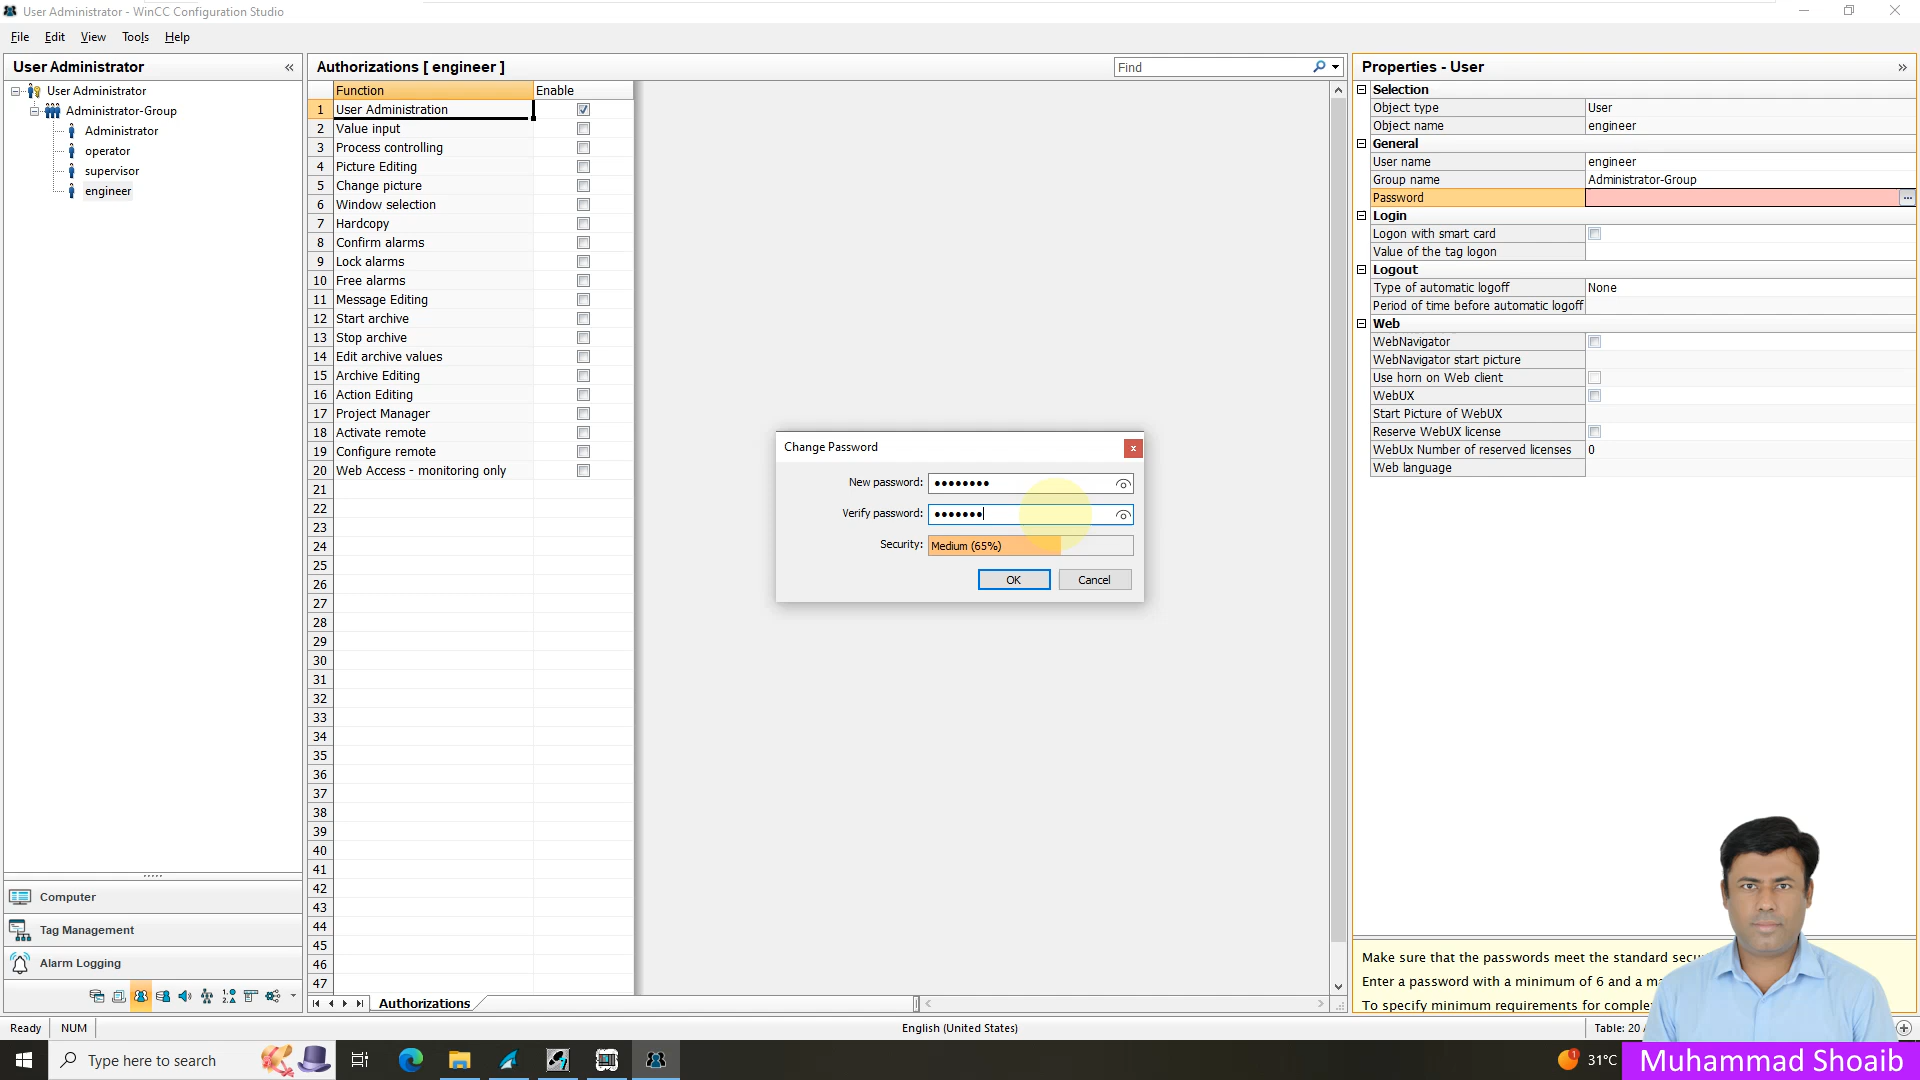 User Administrator - WinCC Configuration Studio
File Edit View Tools Help
User Administrator «
User Administrator
Administrator-Group
Administrator
operator
supervisor
engineer
Computer
Tag Management
Alarm Logging
Authorizations [ engineer ]
Find
Function Enable
1 User Administration
2 Value input
3 Process controlling
4 Picture Editing
5 Change picture
6 Window selection
7 Hardcopy
8 Confirm alarms
9 Lock alarms
10 Free alarms
11 Message Editing
12 Start archive
13 Stop archive
14 Edit archive values
15 Archive Editing
16 Action Editing
17 Project Manager
18 Activate remote
19 Configure remote
20 Web Access - monitoring only
21
22
23
24
25
26
27
28
29
30
31
32
33
34
35
36
37
38
39
40
41
42
43
44
45
46
47
Authorizations
Change Password
New password: ••••••••
Verify password: •••••••
Security: Medium (65%)
OK Cancel
Properties - User »
Selection
Object type User
Object name engineer
General
User name engineer
Group name Administrator-Group
Password ...
Login
Logon with smart card
Value of the tag logon
Logout
Type of automatic logoff None
Period of time before automatic logoff
Web
WebNavigator
WebNavigator start picture
Use horn on Web client
WebUX
Start Picture of WebUX
Reserve WebUX license
WebUx Number of reserved licenses 0
Web language
Make sure that the passwords meet the standard secu
Enter a password with a minimum of 6 and a ma
To specify minimum requirements for comple
Ready NUM English (United States) Table: 20
Type here to search
1 31°C
Muhammad Shoaib